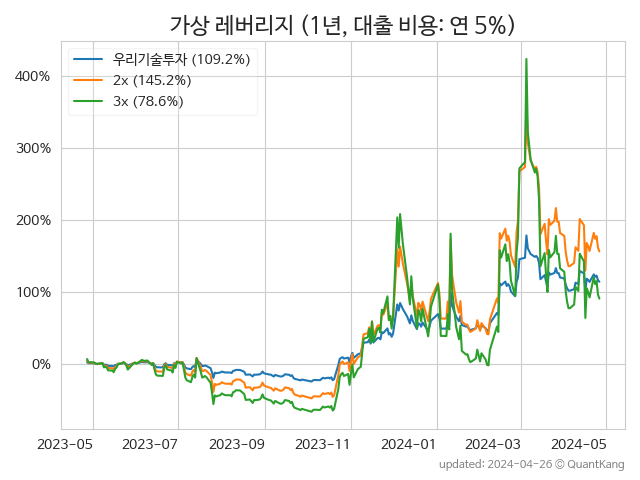 가상 레버리지 (1년, 대출 비용: 연 5%)
우리기술투자 (109.2%)
2x (145.2%)
3x (78.6%)
400%
300%
200%
100%
0%
2023-05 2023-07 2023-09 2023-11 2024-01 2024-03 2024-05
updated: 2024-04-26 © QuantKang